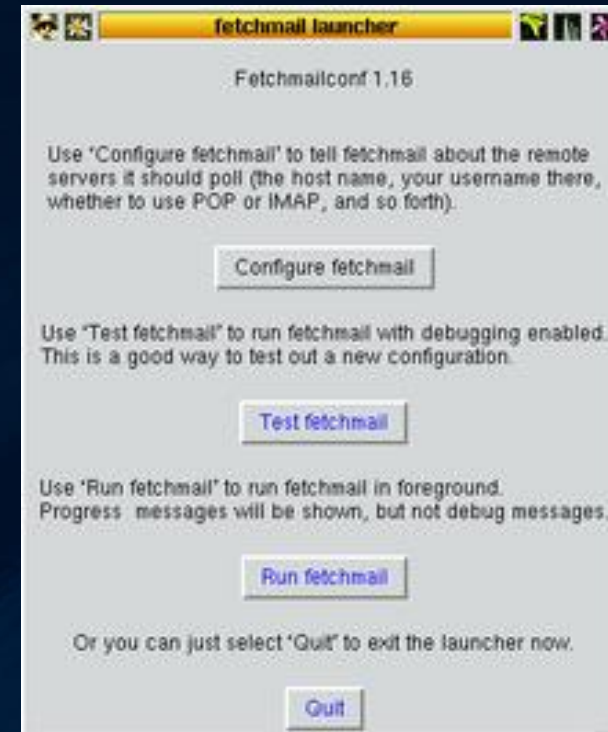 fetchmail launcher
Fetchmailconf 1.16
Use 'Configure fetchmail' to tell fetchmail about the remote
servers it should poll (the host name, your username there,
whether to use POP or IMAP, and so forth).
Configure fetchmail
Use 'Test fetchmail' to run fetchmail with debugging enabled.
This is a good way to test out a new configuration.
Test fetchmail
Use 'Run fetchmail' to run fetchmail in foreground.
Progress  messages will be shown, but not debug messages.
Run fetchmail
Or you can just select 'Quit' to exit the launcher now.
Quit